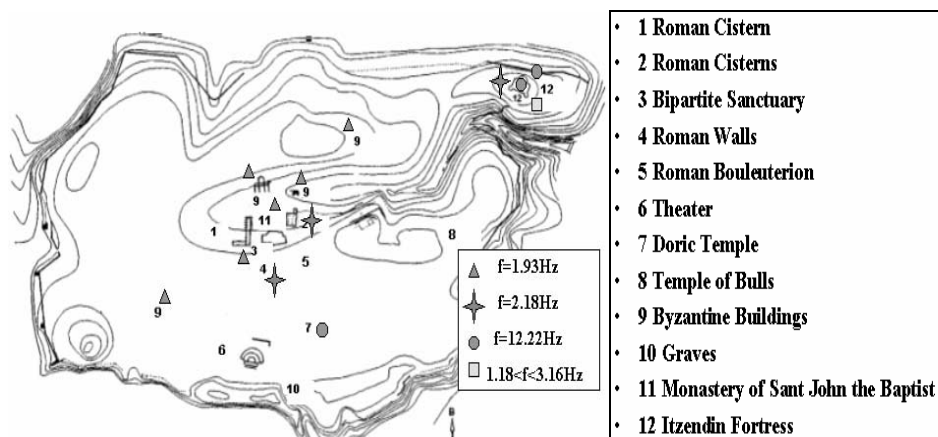 12
12
9
9
9
11
2
1
3
4
5
8
9
7
6
10
f=1.93Hz
f=2.18Hz
f=12.22Hz
1.18<f<3.16Hz
• 1 Roman Cistern
• 2 Roman Cisterns
• 3 Bipartite Sanctuary
• 4 Roman Walls
• 5 Roman Bouleuterion
• 6 Theater
• 7 Doric Temple
• 8 Temple of Bulls
• 9 Byzantine Buildings
• 10 Graves
• 11 Monastery of Sant John the Baptist
• 12 Itzendin Fortress